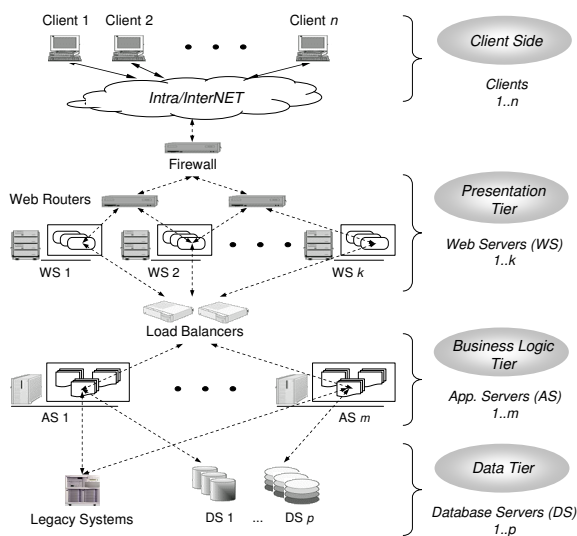 Client 1
Client 2
Client n
Client Side
Intra/InterNET
Clients
1..n
Firewall
Web Routers
Presentation
Tier
WS 1
WS 2
WS k
Web Servers (WS)
1..k
Load Balancers
Business Logic
Tier
AS 1
AS m
App. Servers (AS)
1..m
Data Tier
Legacy Systems
DS 1
...
DS p
Database Servers (DS)
1..p